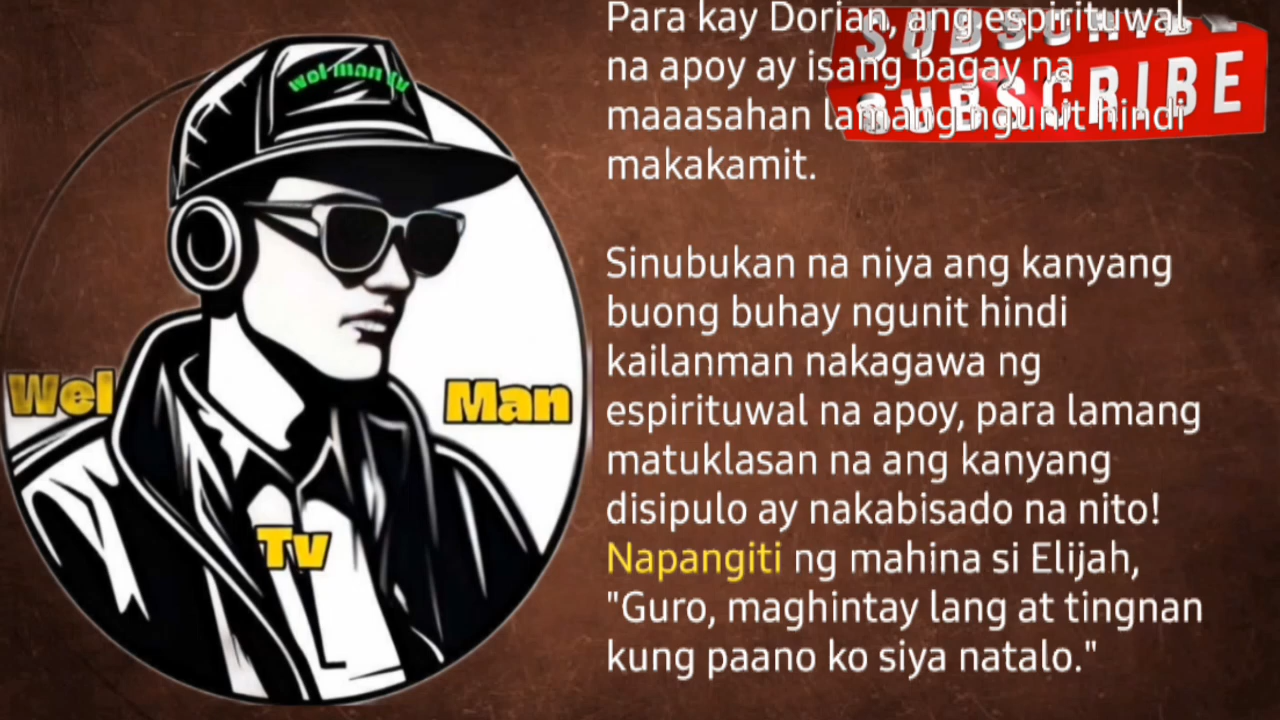 Para kay Dorian, ang espirituwal
na apoy ay isang bagay na
maaasahan lamang ngunit hindi
makakamit.
Sinubukan na niya ang kanyang
buong buhay ngunit hindi
kailanman nakagawa ng
espirituwal na apoy, para lamang
matuklasan na ang kanyang
disipulo ay nakabisado na nito!
Napangiti ng mahina si Elijah,
"Guro, maghintay lang at tingnan
kung paano ko siya natalo."
SUBSCRIBE
SUBSCRIBE
wel man tv
Wel
Man
Tv